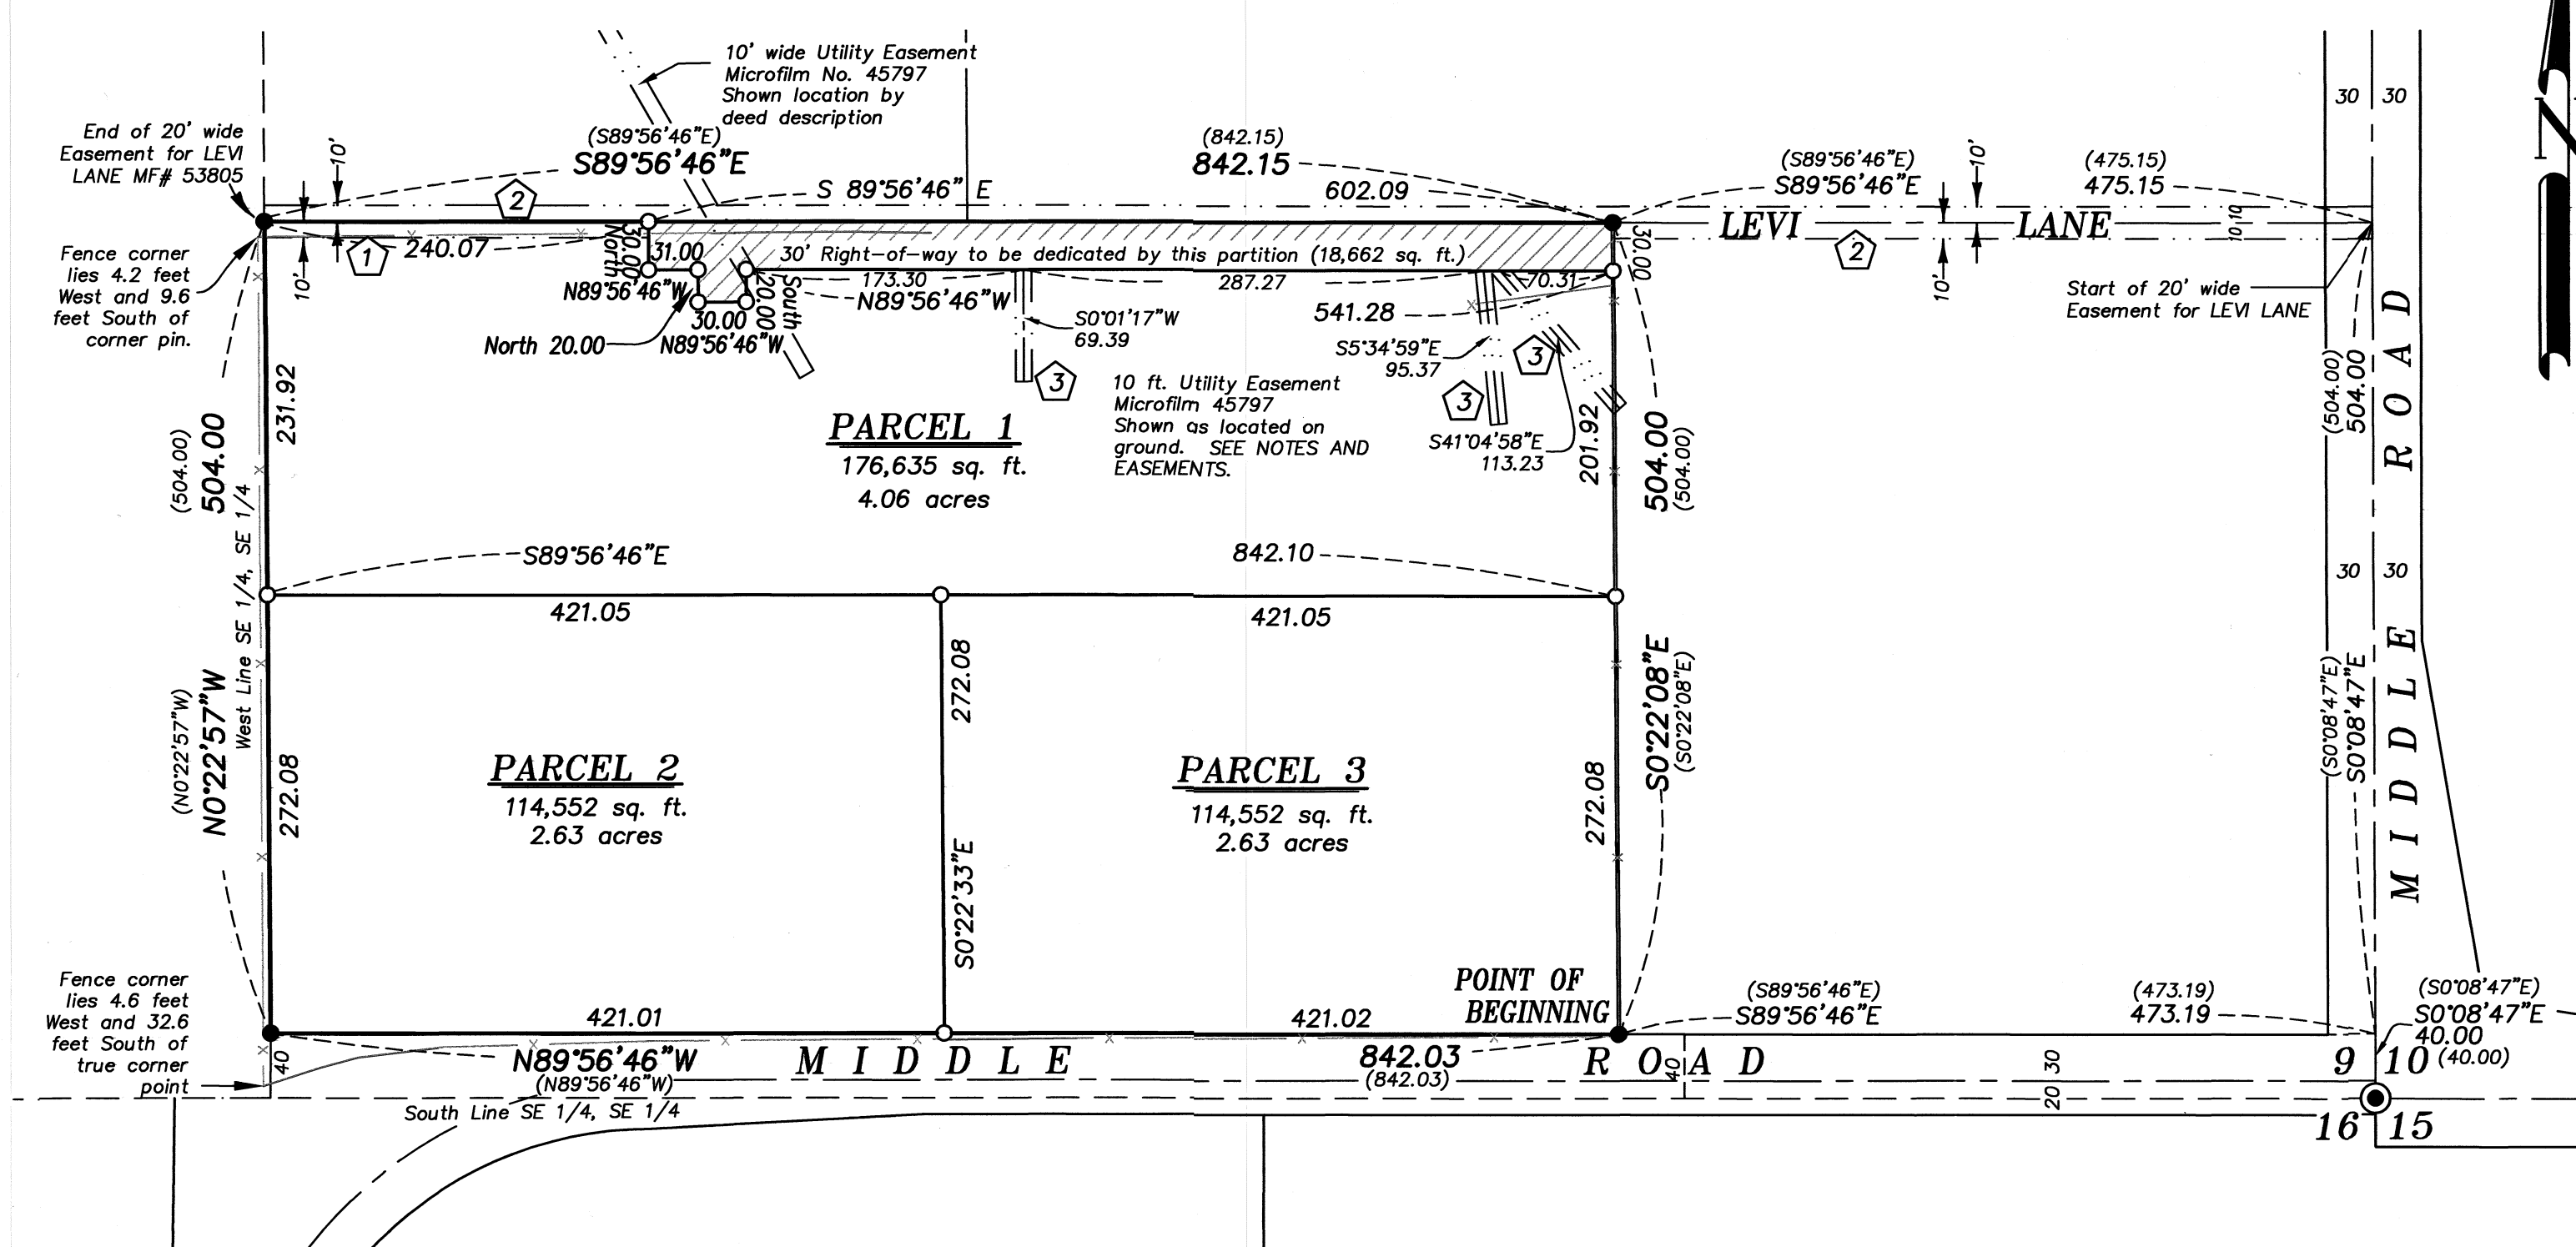 10' wide Utility Easement
Microfilm No. 45797
Shown location by
deed description
End of 20' wide
Easement for LEVI
LANE MF# 53805
10'
(S89°56'46"E)
S89°56'46"E
2
S 89°56'46" E
(842.15)
842.15
602.09
(S89°56'46"E)
S89°56'46"E
10'
(475.15)
475.15
30 30
N
LEVI LANE
2
10 10
10'
Start of 20' wide
Easement for LEVI LANE
Fence corner
lies 4.2 feet
West and 9.6
feet South of
corner pin.
10'
1
240.07
30.00
North
31.00
N89°56'46"W
30' Right-of-way to be dedicated by this partition (18,662 sq. ft.)
173.30
N89°56'46"W
287.27
70.31
541.28
30.00
20.00
South
30.00
N89°56'46"W
North 20.00
S0°01'17"W
69.39
3
S5°34'59"E
95.37
3
3
S41°04'58"E
113.23
10 ft. Utility Easement
Microfilm 45797
Shown as located on
ground. SEE NOTES AND
EASEMENTS.
231.92
504.00
(504.00)
PARCEL 1
176,635 sq. ft.
4.06 acres
201.92
504.00
(504.00)
(504.00)
504.00
MIDDLE ROAD
30 30
S89°56'46"E
842.10
421.05
421.05
West Line SE 1/4, SE 1/4
N0°22'57"W
(N0°22'57"W)
272.08
272.08
S0°22'33"E
272.08
S0°22'08"E
(S0°22'08"E)
(S0°08'47"E)
S0°08'47"E
PARCEL 2
114,552 sq. ft.
2.63 acres
PARCEL 3
114,552 sq. ft.
2.63 acres
POINT OF
BEGINNING
Fence corner
lies 4.6 feet
West and 32.6
feet South of
true corner
point
421.01
421.02
(S89°56'46"E)
S89°56'46"E
(473.19)
473.19
(S0°08'47"E)
S0°08'47"E
40.00
(40.00)
40
N89°56'46"W
(N89°56'46"W)
MIDDLE ROAD
842.03
(842.03)
40
30
20
9 10
16 15
South Line SE 1/4, SE 1/4